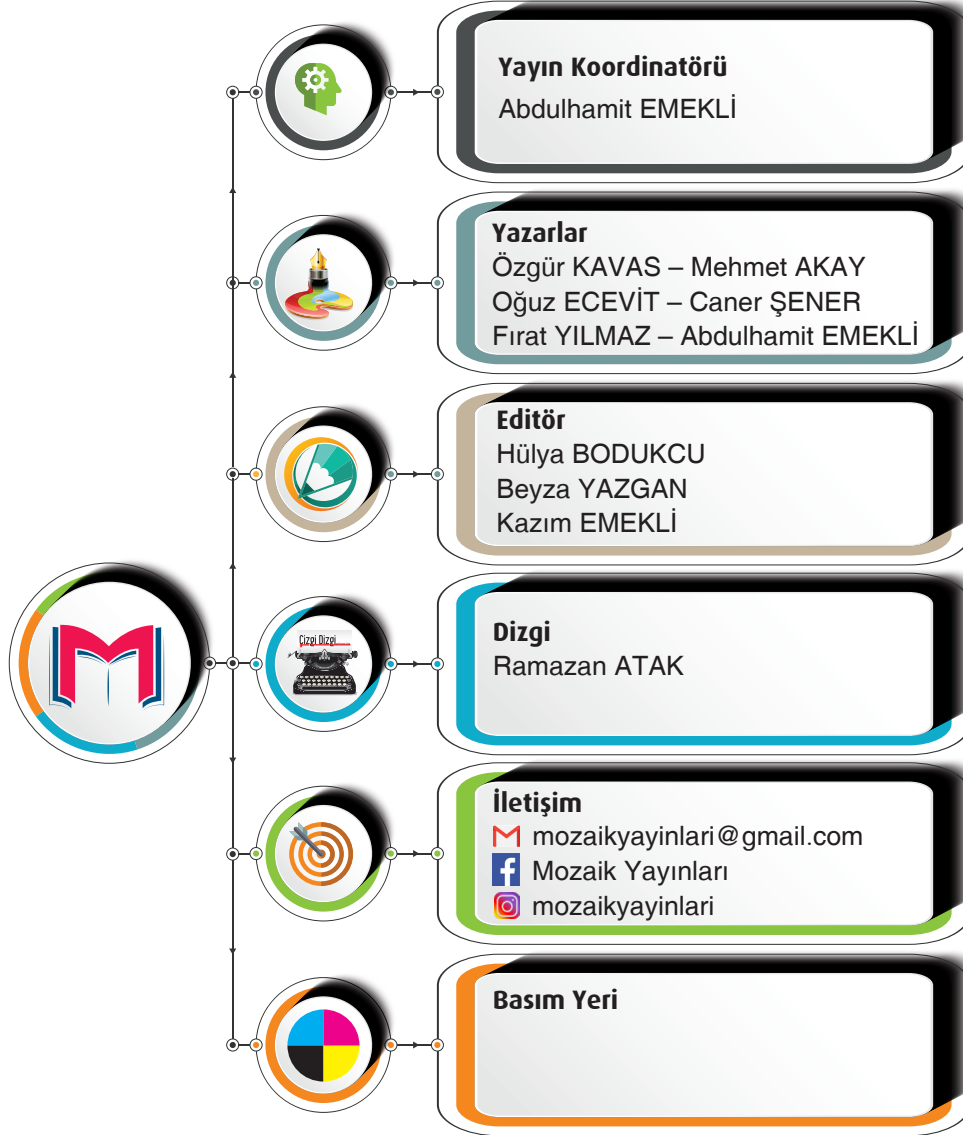 Yayın Koordinatörü
Abdulhamit EMEKLİ
Yazarlar
Özgür KAVAS – Mehmet AKAY
Oğuz ECEVİT – Caner ŞENER
Fırat YILMAZ – Abdulhamit EMEKLİ
Editör
Hülya BODUKCU
Beyza YAZGAN
Kazım EMEKLİ
Çizgi Dizgi
Dizgi
Ramazan ATAK
İletişim
mozaikyayinlari@gmail.com
Mozaik Yayınları
mozaikyayinlari
Basım Yeri